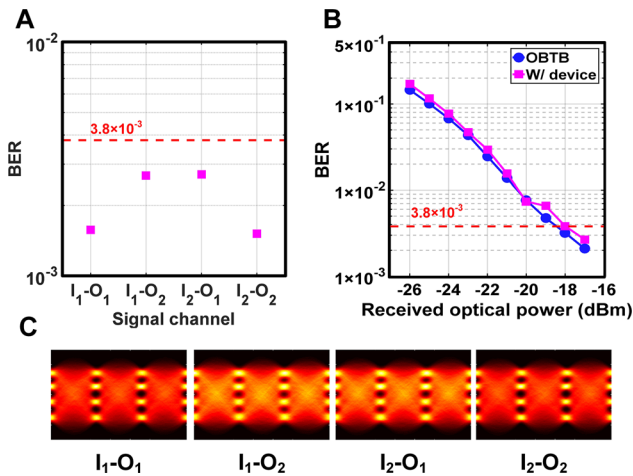 A
BER
10⁻²
3.8×10⁻³
10⁻³
I₁-O₁ I₁-O₂ I₂-O₁ I₂-O₂
Signal channel
B
BER
5×10⁻¹
1×10⁻¹
1×10⁻²
1×10⁻³
OBTB
W/ device
3.8×10⁻³
-26 -24 -22 -20 -18 -16
Received optical power (dBm)
C
I₁-O₁ I₁-O₂ I₂-O₁ I₂-O₂